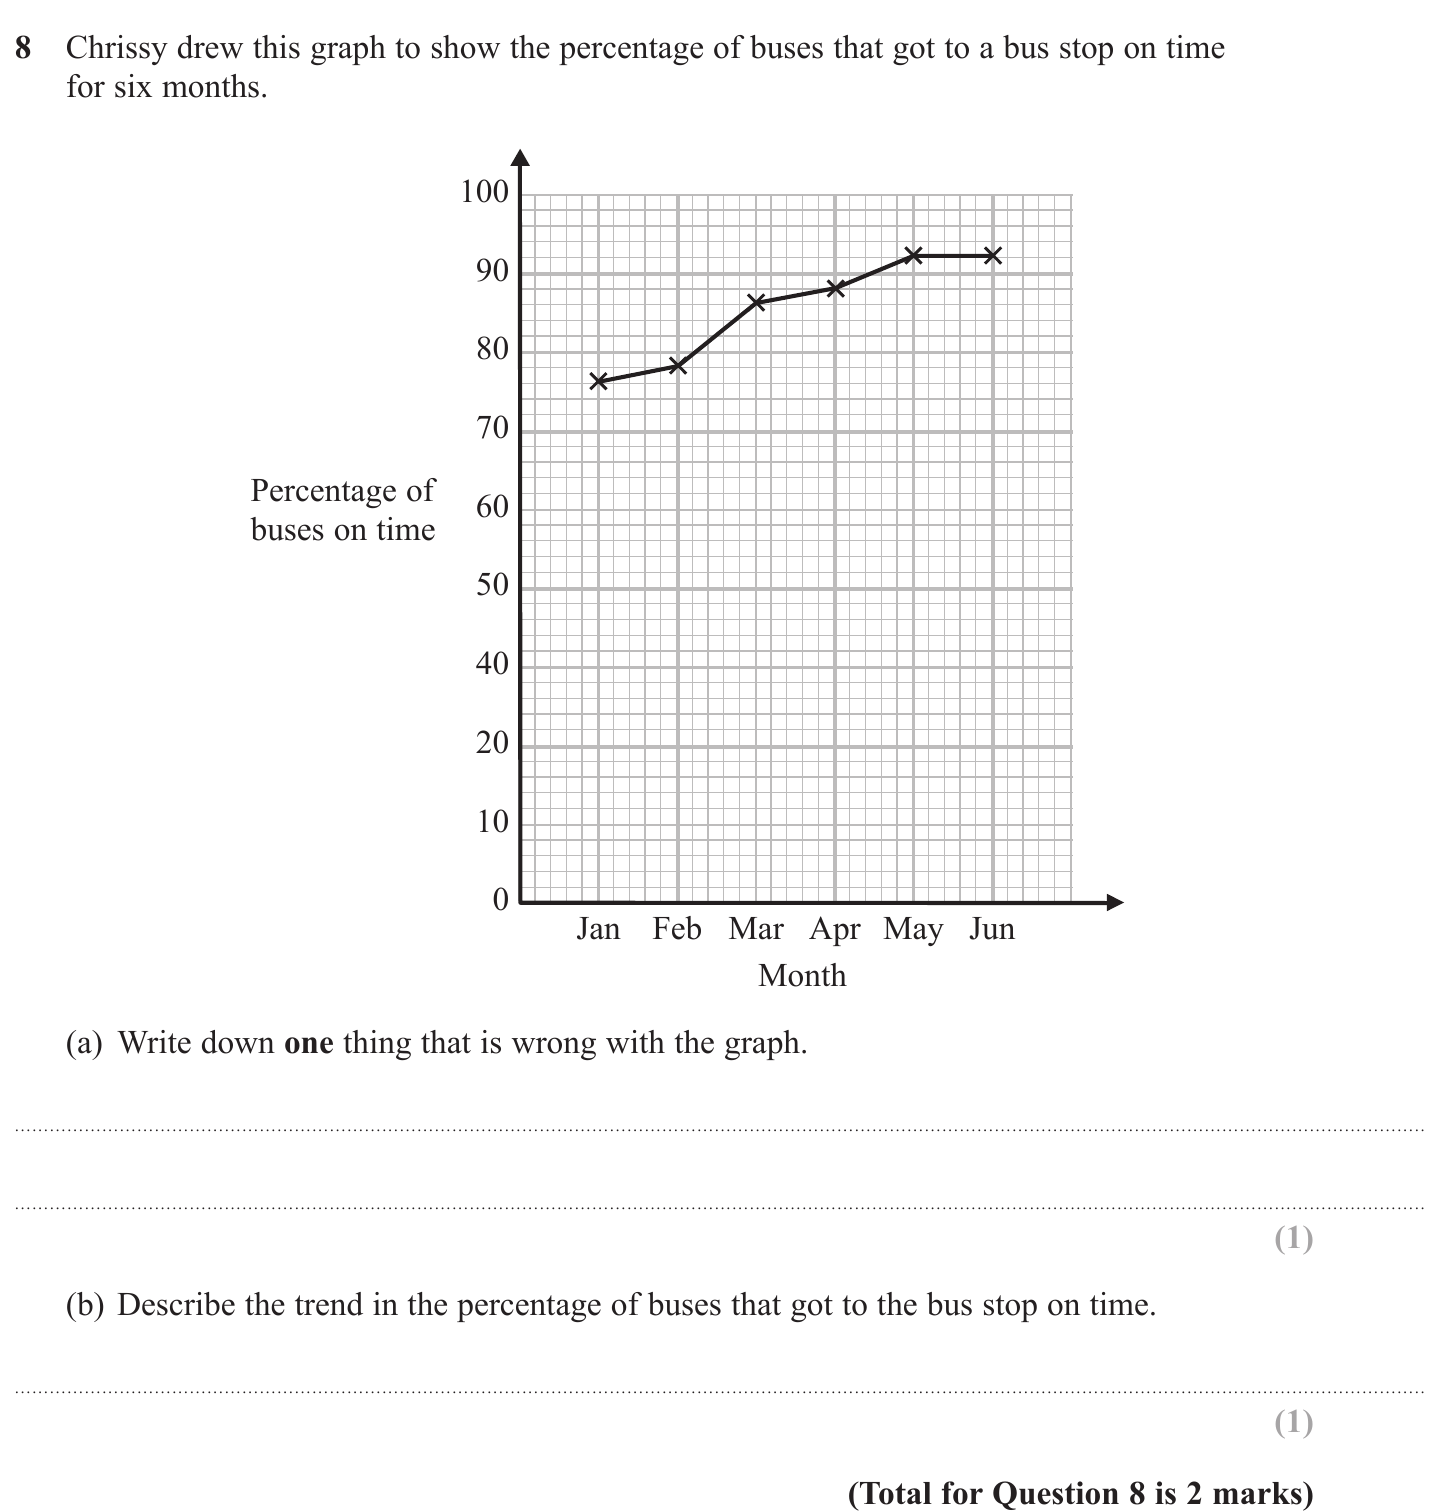 8 Chrissy drew this graph to show the percentage of buses that got to a bus stop on time
for six months.
100
90
80
70
60
50
40
20
10
0
Percentage of
buses on time
Jan Feb Mar Apr May Jun
Month
(a) Write down one thing that is wrong with the graph.
(1)
(b) Describe the trend in the percentage of buses that got to the bus stop on time.
(1)
(Total for Question 8 is 2 marks)